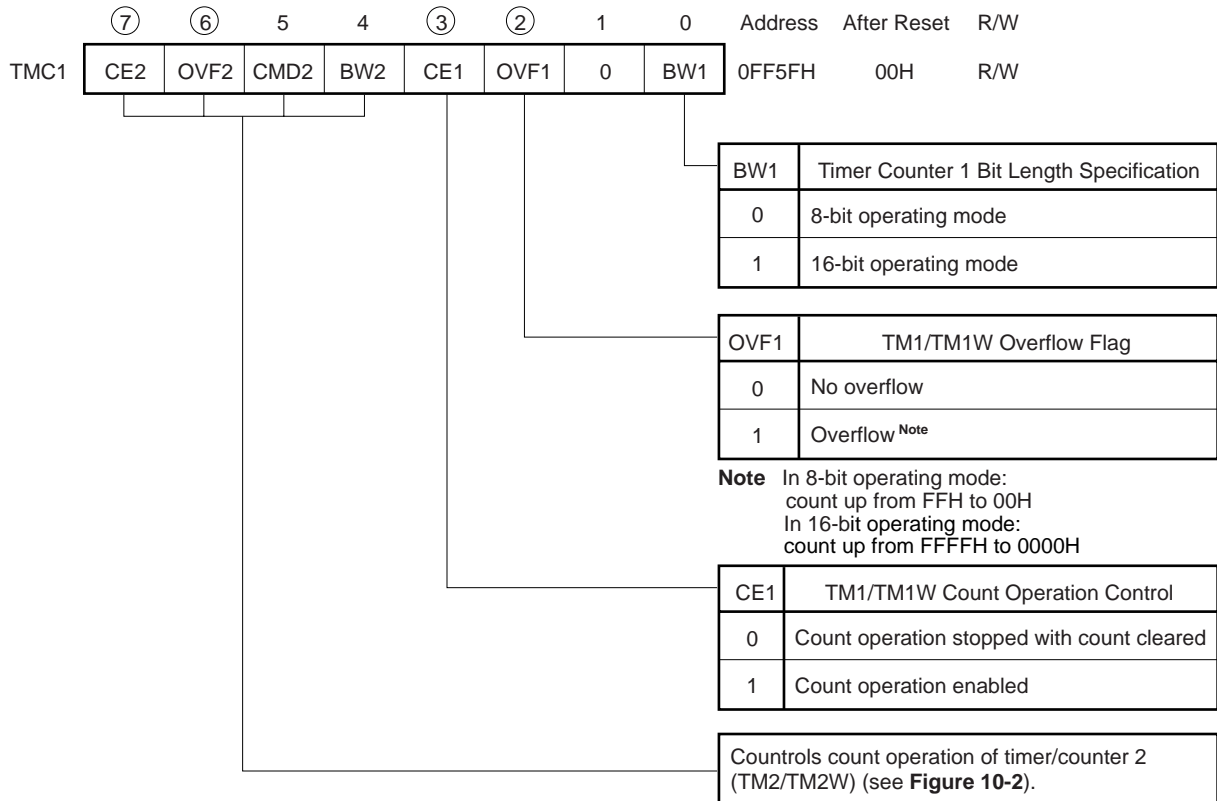 ⑦ ⑥ 5 4 ③ ② 1 0 Address After Reset R/W
TMC1 CE2 OVF2 CMD2 BW2 CE1 OVF1 0 BW1 0FF5FH 00H R/W
BW1 Timer Counter 1 Bit Length Specification
0 8-bit operating mode
1 16-bit operating mode
OVF1 TM1/TM1W Overflow Flag
0 No overflow
1 Overflow Note
Note In 8-bit operating mode:
count up from FFH to 00H
In 16-bit operating mode:
count up from FFFFH to 0000H
CE1 TM1/TM1W Count Operation Control
0 Count operation stopped with count cleared
1 Count operation enabled
Countrols count operation of timer/counter 2
(TM2/TM2W) (see Figure 10-2).